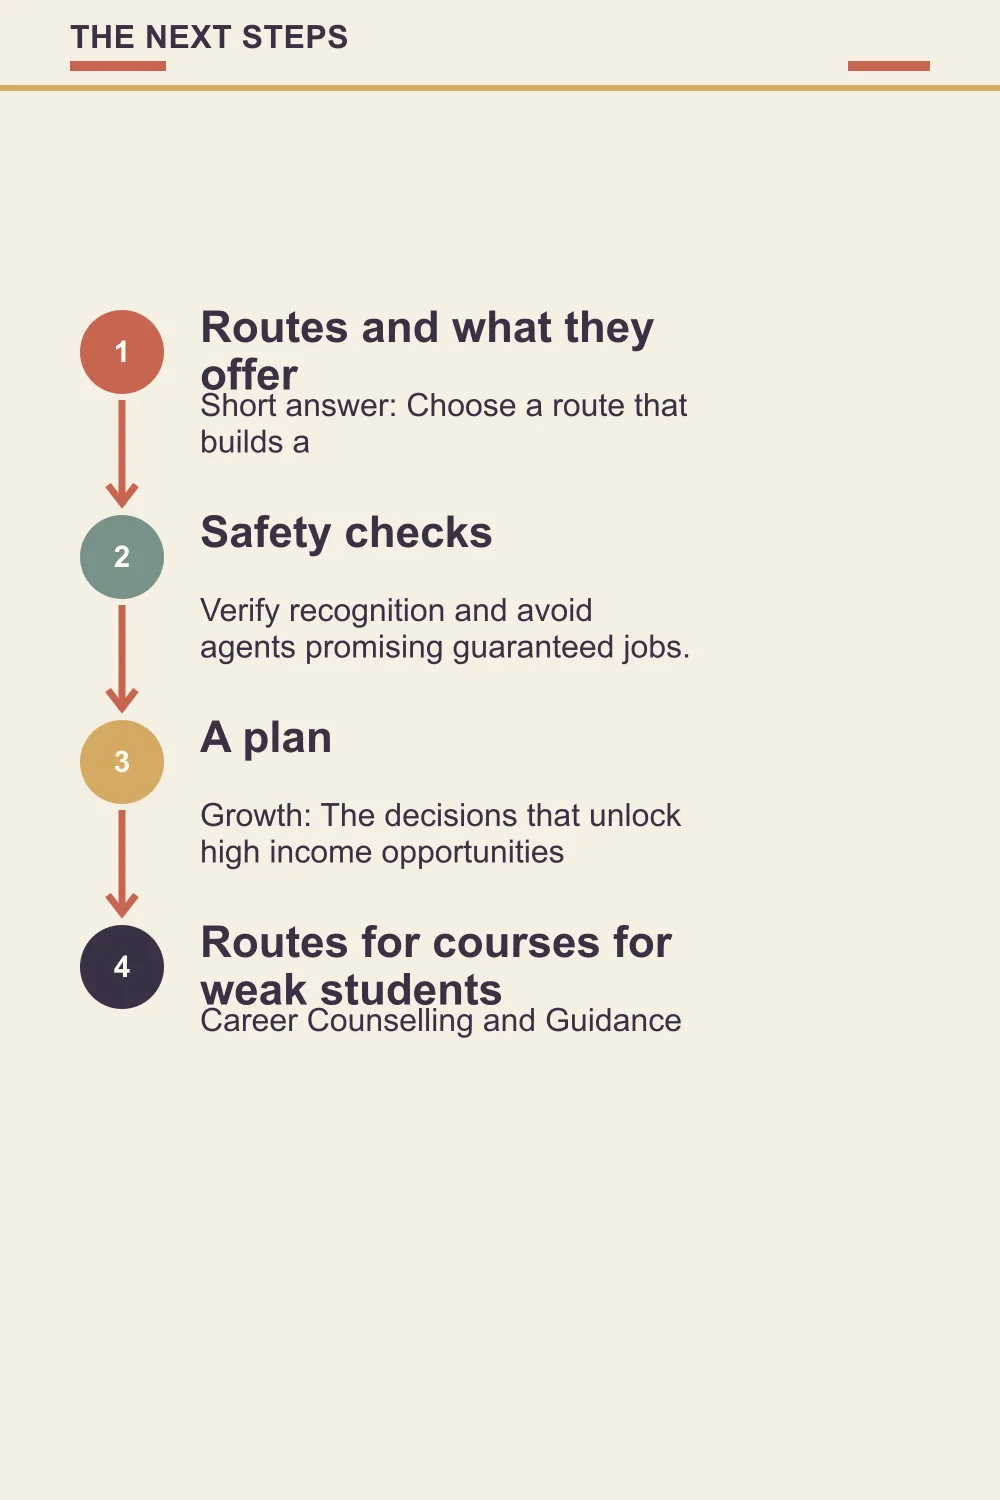 THE NEXT STEPS
1
Routes and what they
offer
Short answer: Choose a route that
builds a
2
Safety checks
Verify recognition and avoid
agents promising guaranteed jobs.
3
A plan
Growth: The decisions that unlock
high income opportunities
4
Routes for courses for
weak students
Career Counselling and Guidance